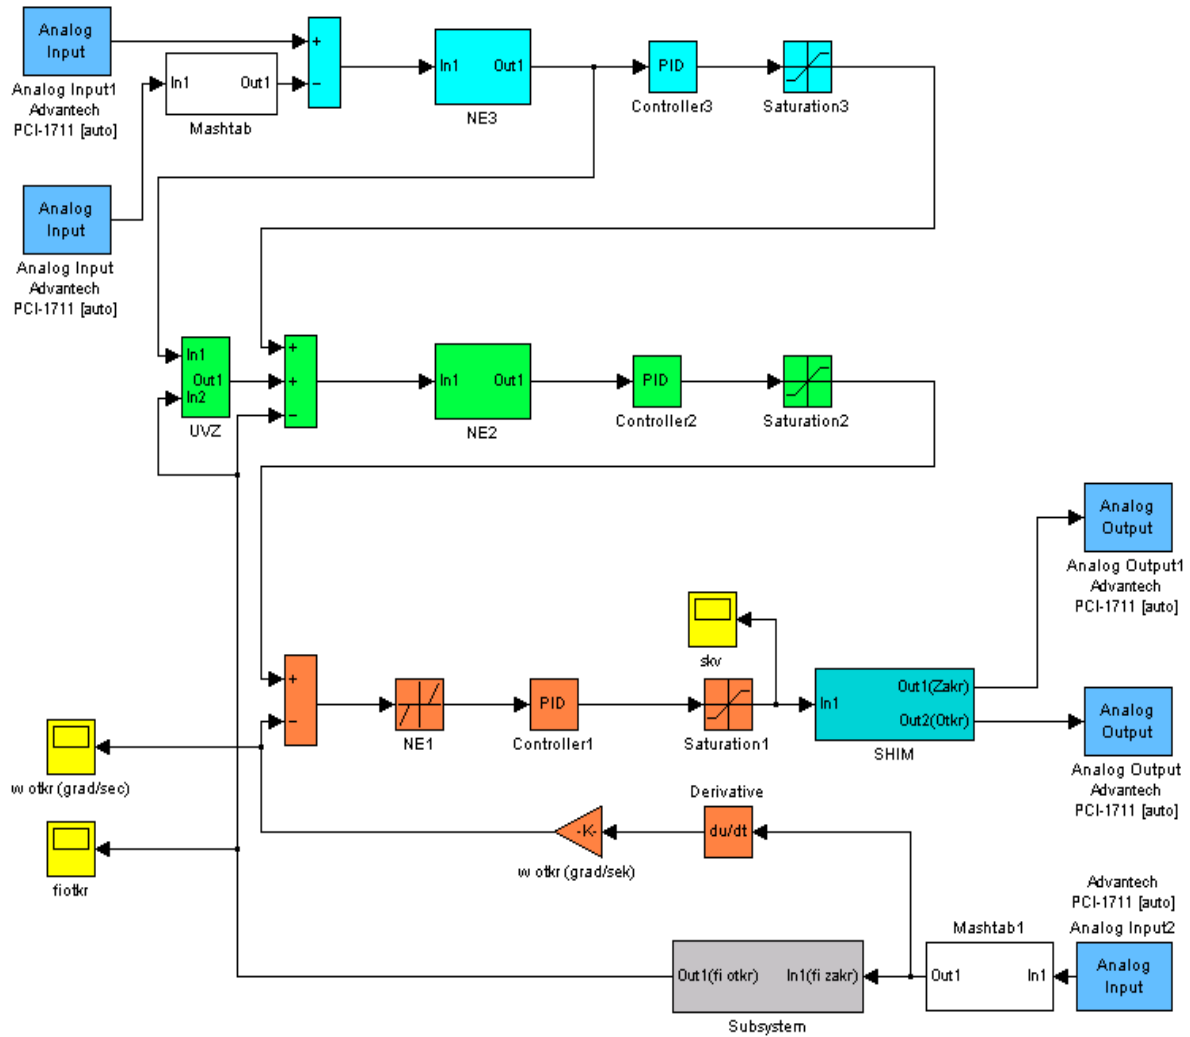 Analog
Input
Analog Input1
Advantech
PCI-1711 [auto]
In1
Out1
Mashtab
+
−
In1
Out1
NE3
PID
Controller3
Saturation3
Analog
Input
Analog Input
Advantech
PCI-1711 [auto]
In1
Out1
In2
UVZ
+
+
−
In1
Out1
NE2
PID
Controller2
Saturation2
Analog
Output
Analog Output1
Advantech
PCI-1711 [auto]
skv
+
−
NE1
PID
Controller1
Saturation1
In1
Out1(Zakr)
Out2(Otkr)
SHIM
Analog
Output
Analog Output
Advantech
PCI-1711 [auto]
w otkr (grad/sec)
Derivative
du/dt
-K-
w otkr (grad/sek)
fiotkr
Advantech
PCI-1711 [auto]
Analog Input2
Analog
Input
Mashtab1
Out1
In1
Out1(fi otkr)
In1(fi zakr)
Subsystem